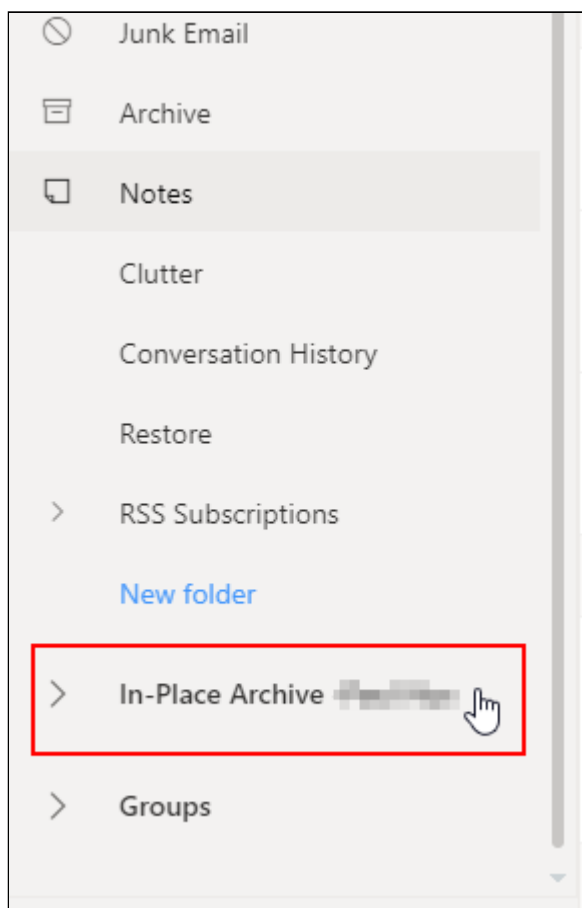 Junk Email
Archive
Notes
Clutter
Conversation History
Restore
RSS Subscriptions
New folder
In-Place Archive
Groups